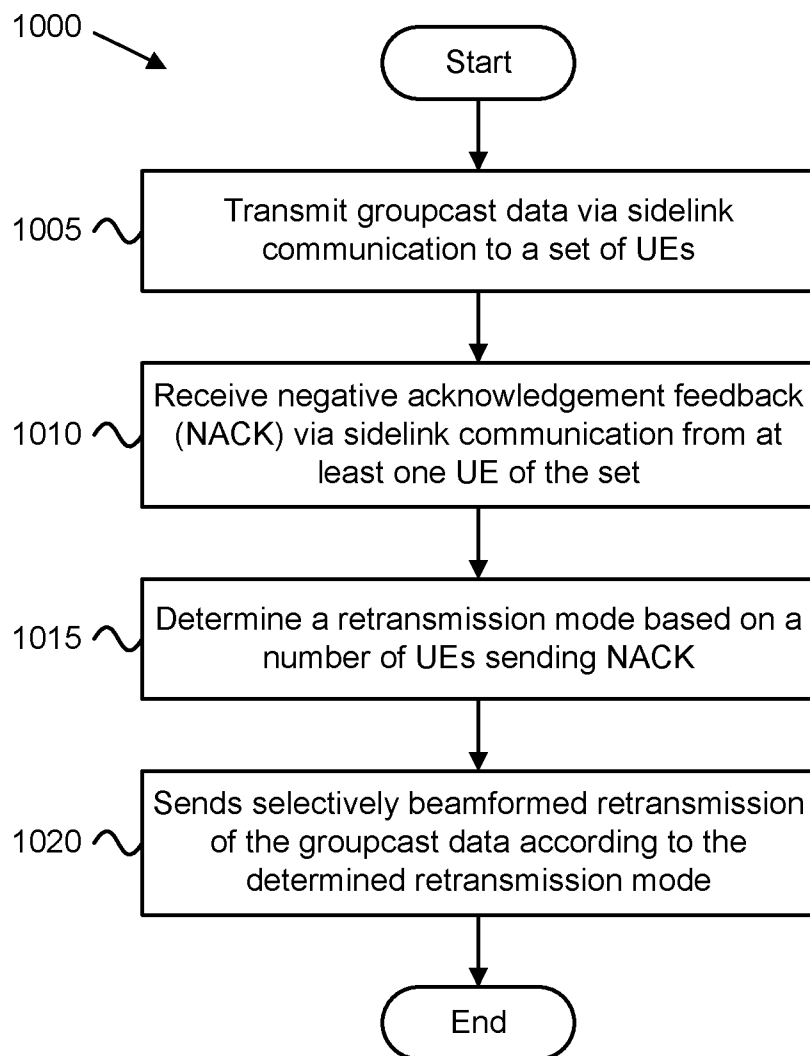 1000
Start
1005
Transmit groupcast data via sidelink
communication to a set of UEs
1010
Receive negative acknowledgement feedback
(NACK) via sidelink communication from at
least one UE of the set
1015
Determine a retransmission mode based on a
number of UEs sending NACK
1020
Sends selectively beamformed retransmission
of the groupcast data according to the
determined retransmission mode
End